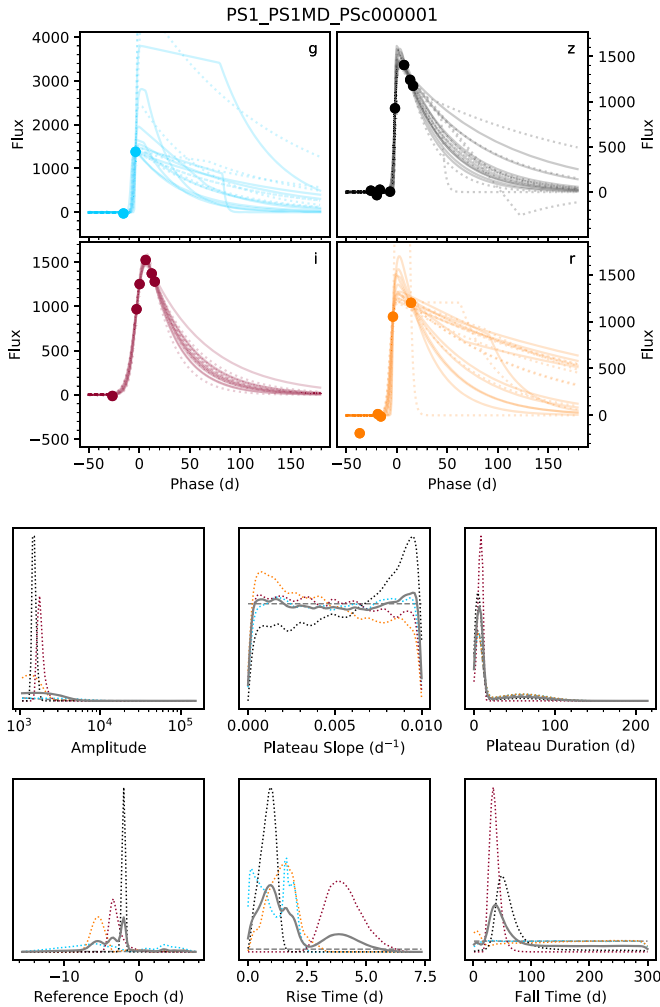 PS1_PS1MD_PSc000001
4000
3000
2000
1000
0
Flux
g
1500
1000
500
0
Flux
z
1500
1000
500
0
−500
Flux
i
−50 0 50 100 150
Phase (d)
1500
1000
500
0
Flux
r
−50 0 50 100 150
Phase (d)
10³ 10⁴ 10⁵
Amplitude
0.000 0.005 0.010
Plateau Slope (d⁻¹)
0 100 200
Plateau Duration (d)
−10 0
Reference Epoch (d)
0.0 2.5 5.0 7.5
Rise Time (d)
0 100 200 300
Fall Time (d)